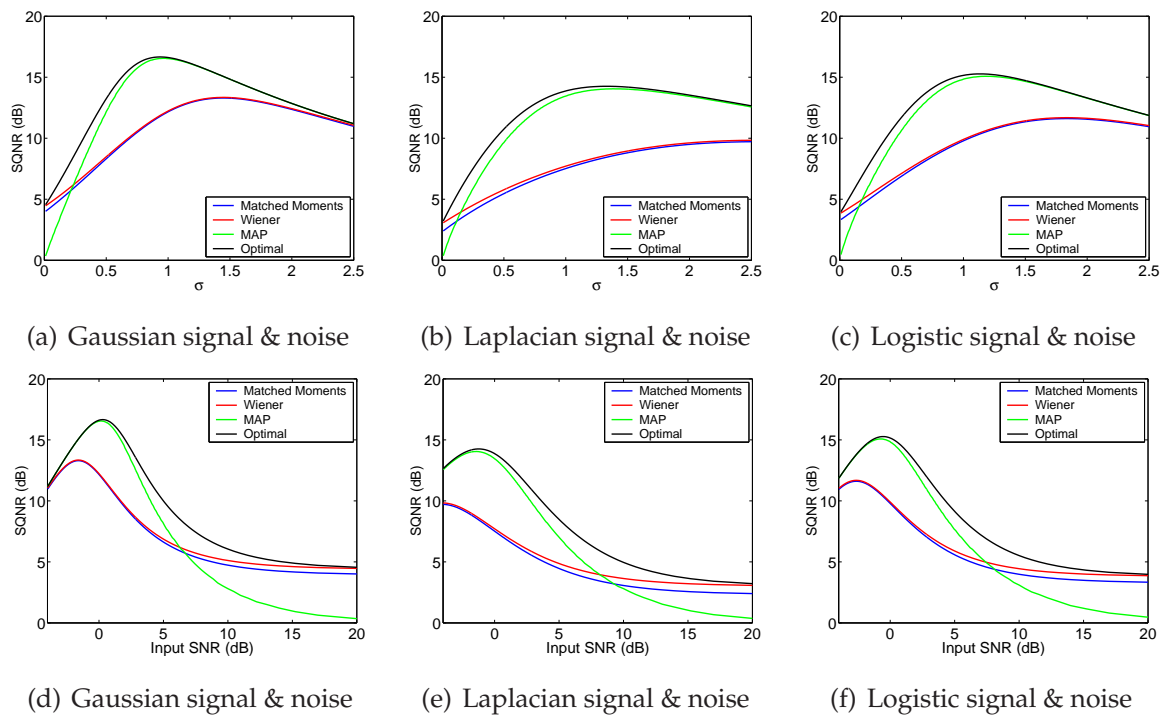 20
15
10
5
0
SQNR (dB)
Matched Moments
Wiener
MAP
Optimal
0 0.5 1 1.5 2 2.5
σ
(a) Gaussian signal & noise
20
15
10
5
0
SQNR (dB)
Matched Moments
Wiener
MAP
Optimal
0 0.5 1 1.5 2 2.5
σ
(b) Laplacian signal & noise
20
15
10
5
0
SQNR (dB)
Matched Moments
Wiener
MAP
Optimal
0 0.5 1 1.5 2 2.5
σ
(c) Logistic signal & noise
20
15
10
5
0
SQNR (dB)
Matched Moments
Wiener
MAP
Optimal
0 5 10 15 20
Input SNR (dB)
(d) Gaussian signal & noise
20
15
10
5
0
SQNR (dB)
Matched Moments
Wiener
MAP
Optimal
0 5 10 15 20
Input SNR (dB)
(e) Laplacian signal & noise
20
15
10
5
0
SQNR (dB)
Matched Moments
Wiener
MAP
Optimal
0 5 10 15 20
Input SNR (dB)
(f) Logistic signal & noise